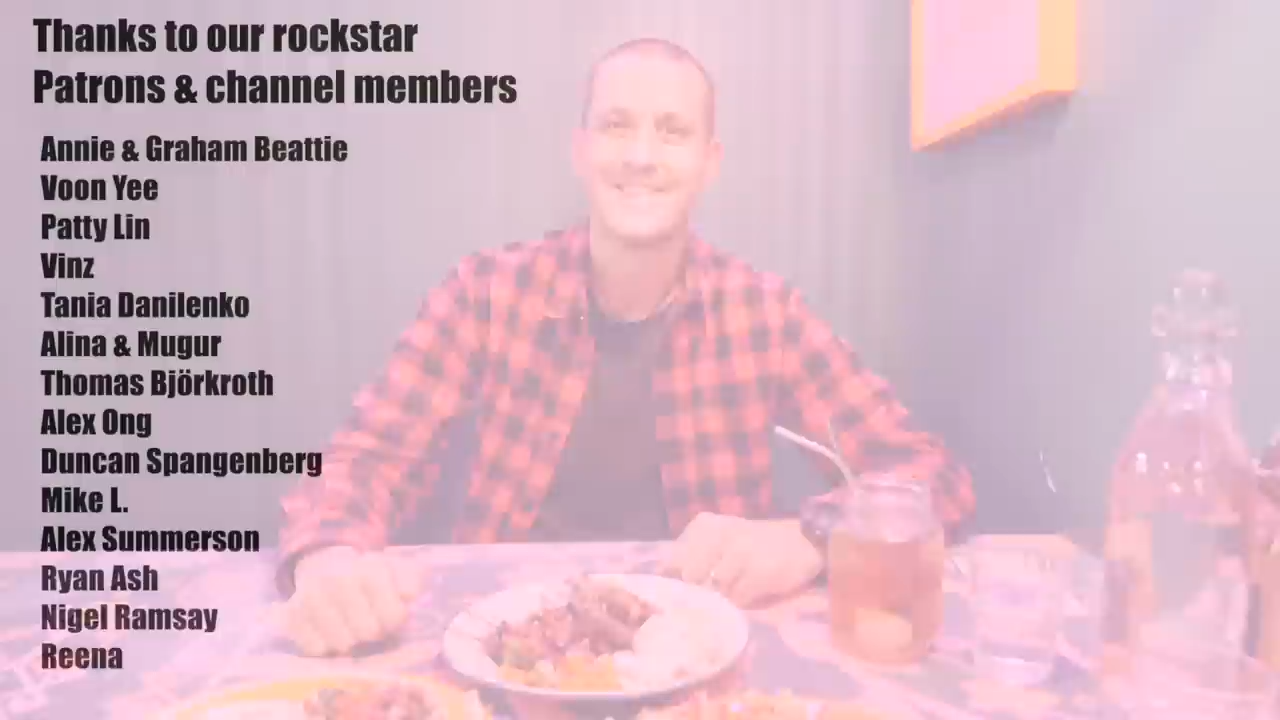 Thanks to our rockstar
Patrons & channel members
Annie & Graham Beattie
Voon Yee
Patty Lin
Vinz
Tania Danilenko
Alina & Mugur
Thomas Björkroth
Alex Ong
Duncan Spangenberg
Mike L.
Alex Summerson
Ryan Ash
Nigel Ramsay
Reena